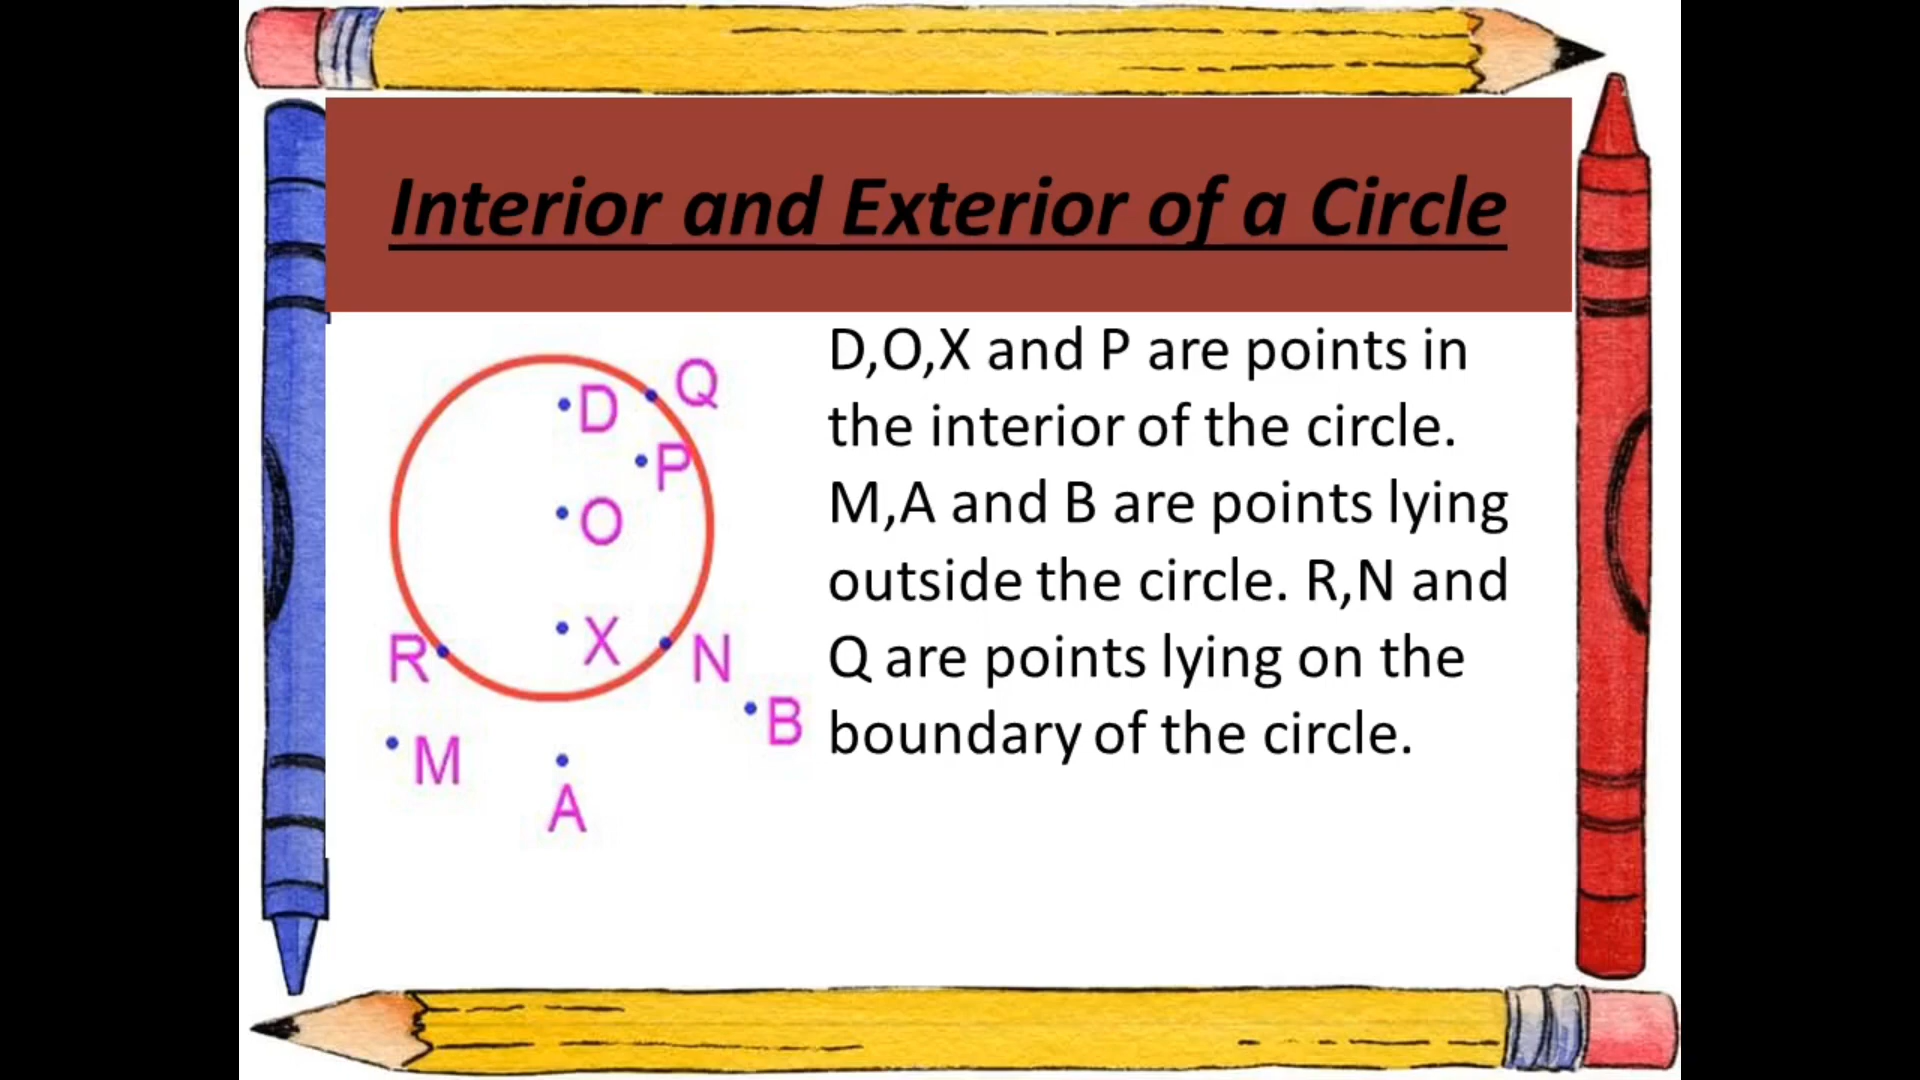 Interior and Exterior of a Circle
D,O,X and P are points in
the interior of the circle.
M,A and B are points lying
outside the circle. R,N and
Q are points lying on the
boundary of the circle.
Q
D
P
O
X
R
N
B
M
A